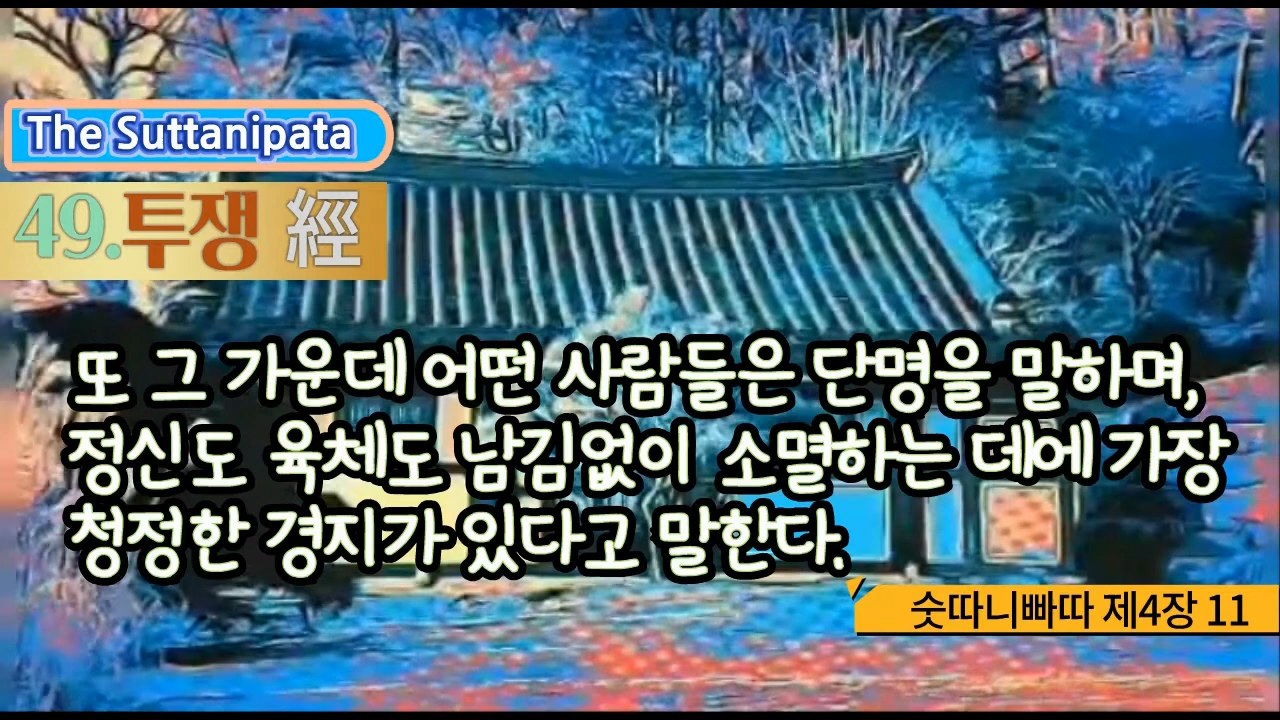 The Suttanipata
49.투쟁 經
또 그 가운데 어떤 사람들은 단명을 말하며,
정신도 육체도 남김없이 소멸하는 데에 가장
청정한 경지가 있다고 말한다.
숫따니빠따 제4장 11